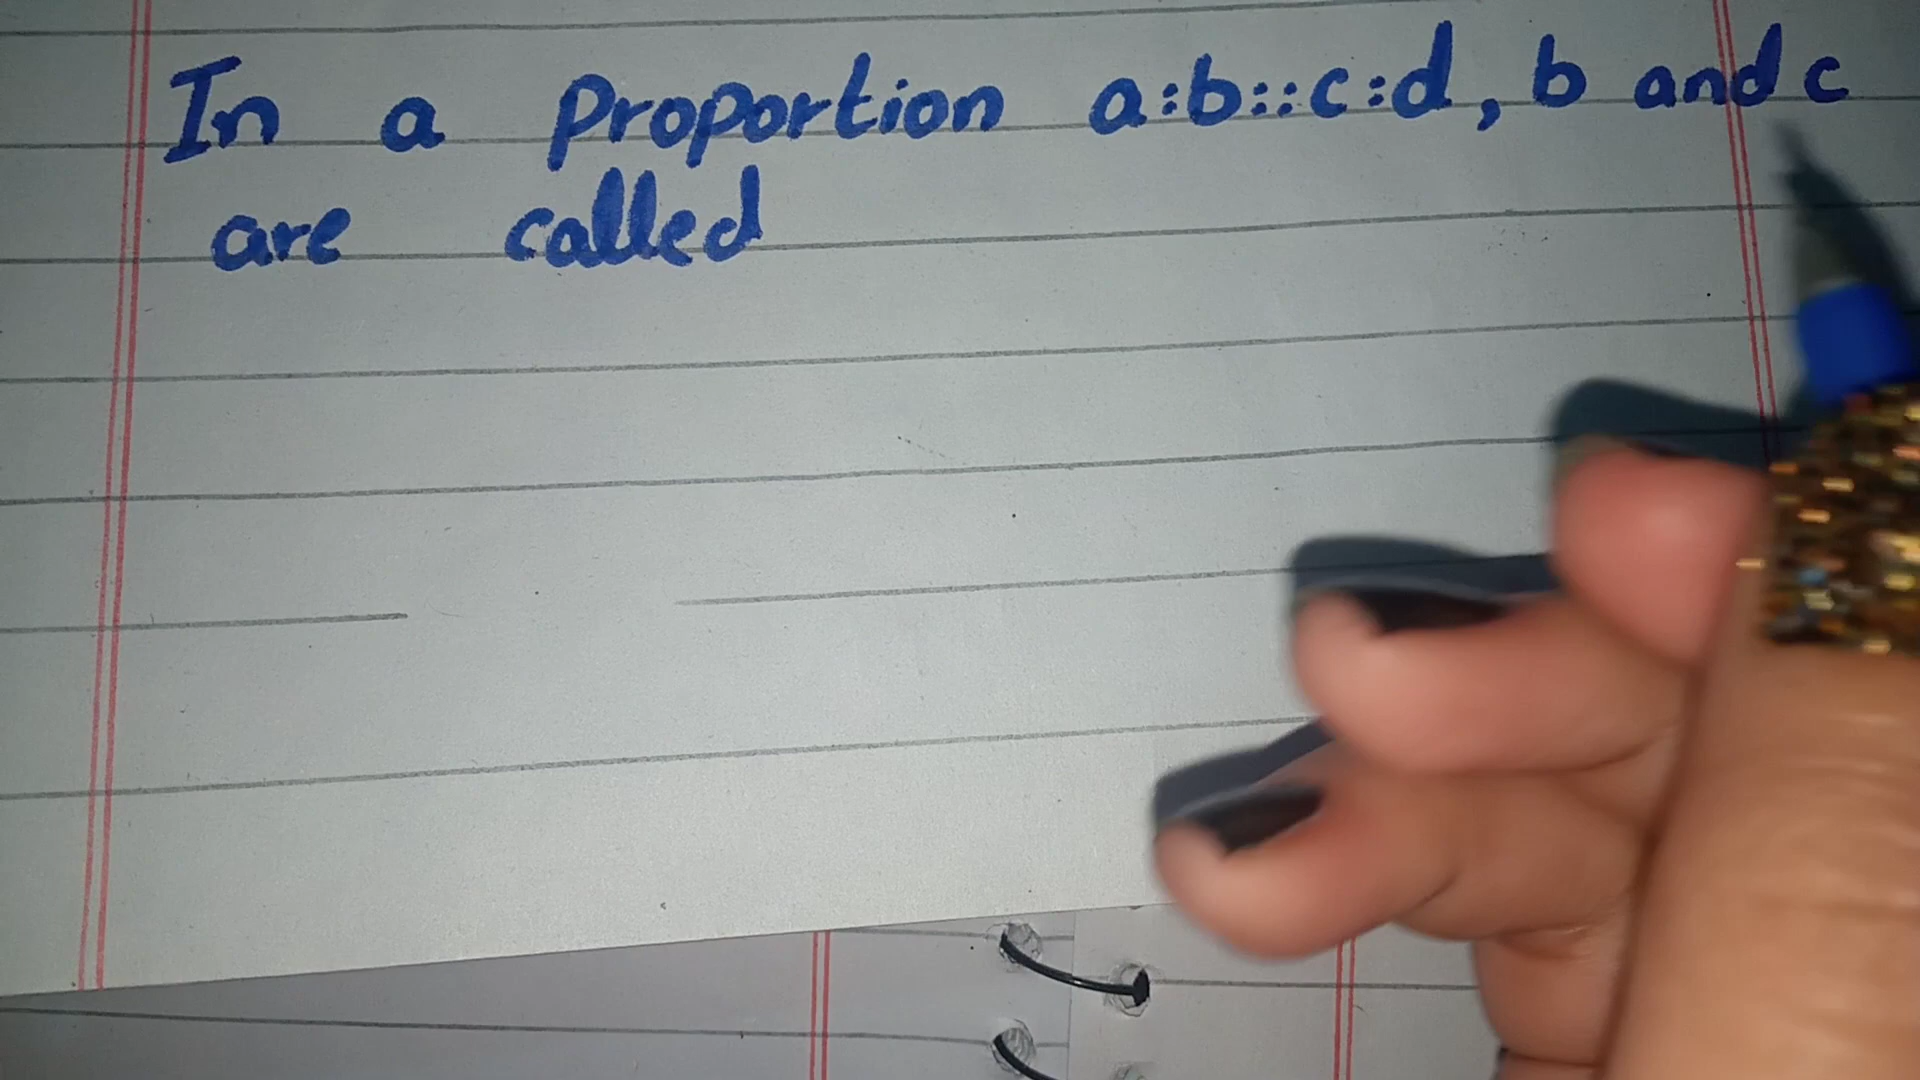 In a Proportion a:b::c:d, b and c
are called